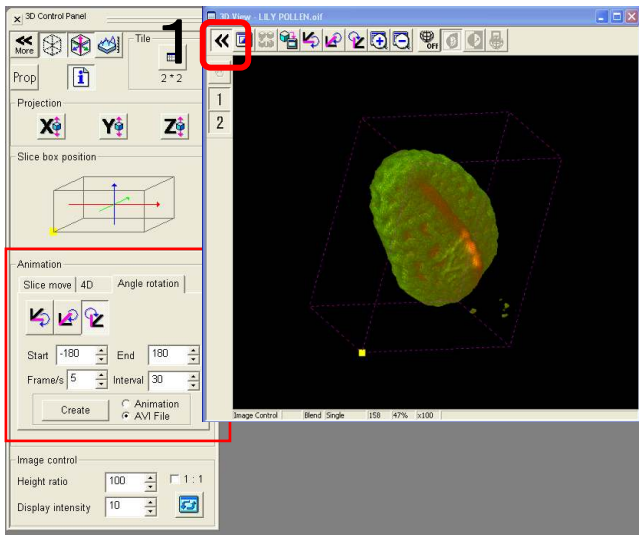 3D Control Panel
More
Tile
2*2
Prop
Projection
X
Y
Z
Slice box position
Animation
Slice move
4D
Angle rotation
Start
-180
End
180
Frame/s
5
Interval
30
Create
Animation
AVI File
Image control
Height ratio
100
1 : 1
Display intensity
10
1
3D View - LILY POLLEN.oif
OFF
1
2
Image Control
Blend
Single
158
47%
x100